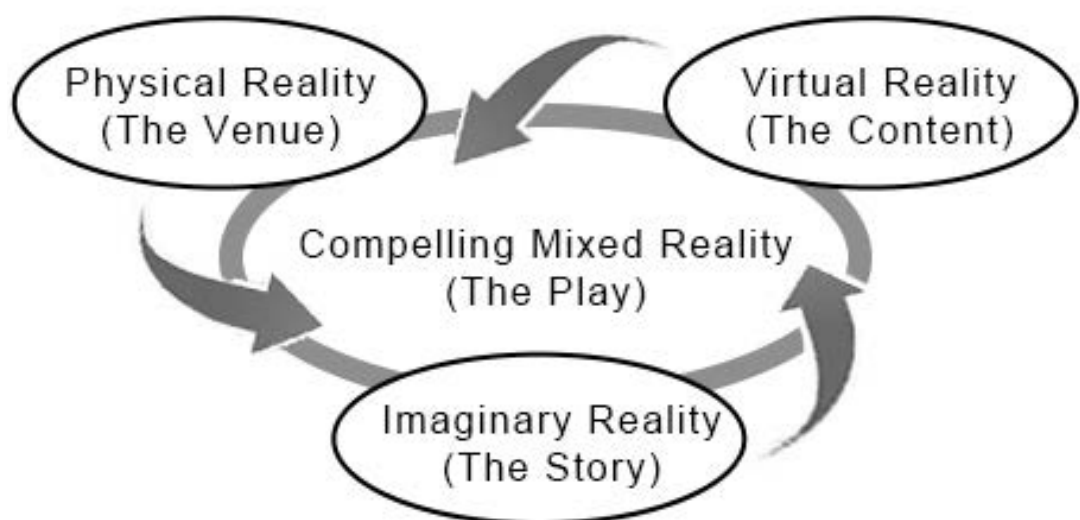 Physical Reality
(The Venue)
Virtual Reality
(The Content)
Compelling Mixed Reality
(The Play)
Imaginary Reality
(The Story)